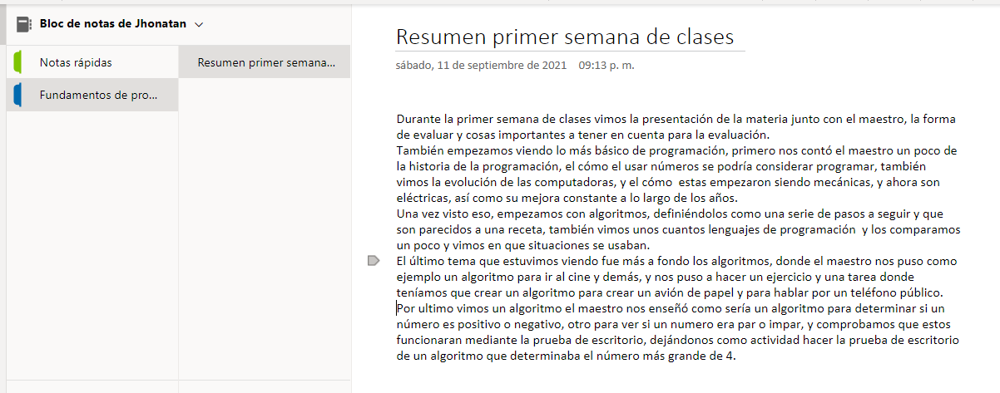 Bloc de notas de Jhonatan
Notas rápidas
Fundamentos de pro...
Resumen primer semana...
Resumen primer semana de clases
sábado, 11 de septiembre de 2021 09:13 p. m.
Durante la primer semana de clases vimos la presentación de la materia junto con el maestro, la forma
de evaluar y cosas importantes a tener en cuenta para la evaluación.
También empezamos viendo lo más básico de programación, primero nos contó el maestro un poco de
la historia de la programación, el cómo el usar números se podría considerar programar, también
vimos la evolución de las computadoras, y el cómo  estas empezaron siendo mecánicas, y ahora son
eléctricas, así como su mejora constante a lo largo de los años.
Una vez visto eso, empezamos con algoritmos, definiéndolos como una serie de pasos a seguir y que
son parecidos a una receta, también vimos unos cuantos lenguajes de programación  y los comparamos
un poco y vimos en que situaciones se usaban.
El último tema que estuvimos viendo fue más a fondo los algoritmos, donde el maestro nos puso como
ejemplo un algoritmo para ir al cine y demás, y nos puso a hacer un ejercicio y una tarea donde
teníamos que crear un algoritmo para crear un avión de papel y para hablar por un teléfono público.
Por ultimo vimos un algoritmo el maestro nos enseñó como sería un algoritmo para determinar si un
número es positivo o negativo, otro para ver si un numero era par o impar, y comprobamos que estos
funcionaran mediante la prueba de escritorio, dejándonos como actividad hacer la prueba de escritorio
de un algoritmo que determinaba el número más grande de 4.